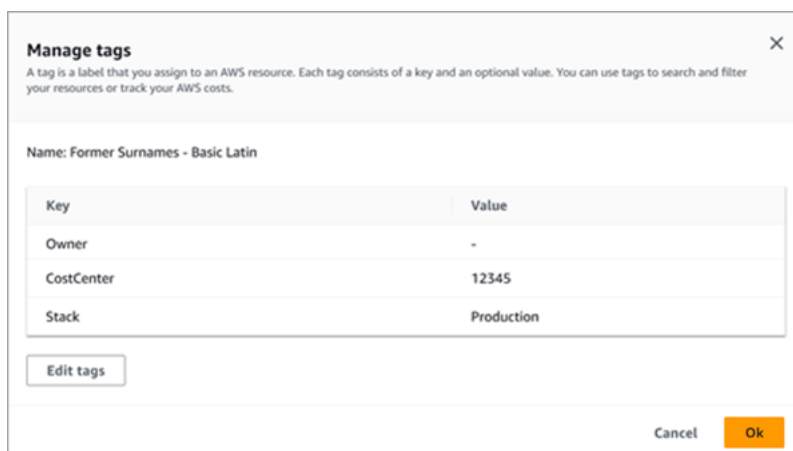 Manage tags
A tag is a label that you assign to an AWS resource. Each tag consists of a key and an optional value. You can use tags to search and filter
your resources or track your AWS costs.
Name: Former Surnames - Basic Latin
Key Value
Owner -
CostCenter 12345
Stack Production
Edit tags
Cancel Ok